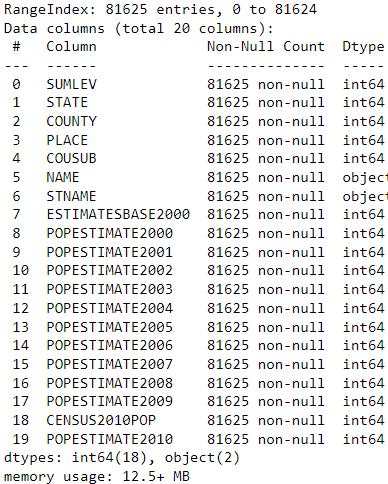 RangeIndex: 81625 entries, 0 to 81624
Data columns (total 20 columns):
 #   Column            Non-Null Count  Dtype
---  ------            --------------  -----
 0   SUMLEV            81625 non-null  int64
 1   STATE             81625 non-null  int64
 2   COUNTY            81625 non-null  int64
 3   PLACE             81625 non-null  int64
 4   COUSUB            81625 non-null  int64
 5   NAME              81625 non-null  object
 6   STNAME            81625 non-null  object
 7   ESTIMATESBASE2000 81625 non-null  int64
 8   POPESTIMATE2000   81625 non-null  int64
 9   POPESTIMATE2001   81625 non-null  int64
 10  POPESTIMATE2002   81625 non-null  int64
 11  POPESTIMATE2003   81625 non-null  int64
 12  POPESTIMATE2004   81625 non-null  int64
 13  POPESTIMATE2005   81625 non-null  int64
 14  POPESTIMATE2006   81625 non-null  int64
 15  POPESTIMATE2007   81625 non-null  int64
 16  POPESTIMATE2008   81625 non-null  int64
 17  POPESTIMATE2009   81625 non-null  int64
 18  CENSUS2010POP     81625 non-null  int64
 19  POPESTIMATE2010   81625 non-null  int64
dtypes: int64(18), object(2)
memory usage: 12.5+ MB